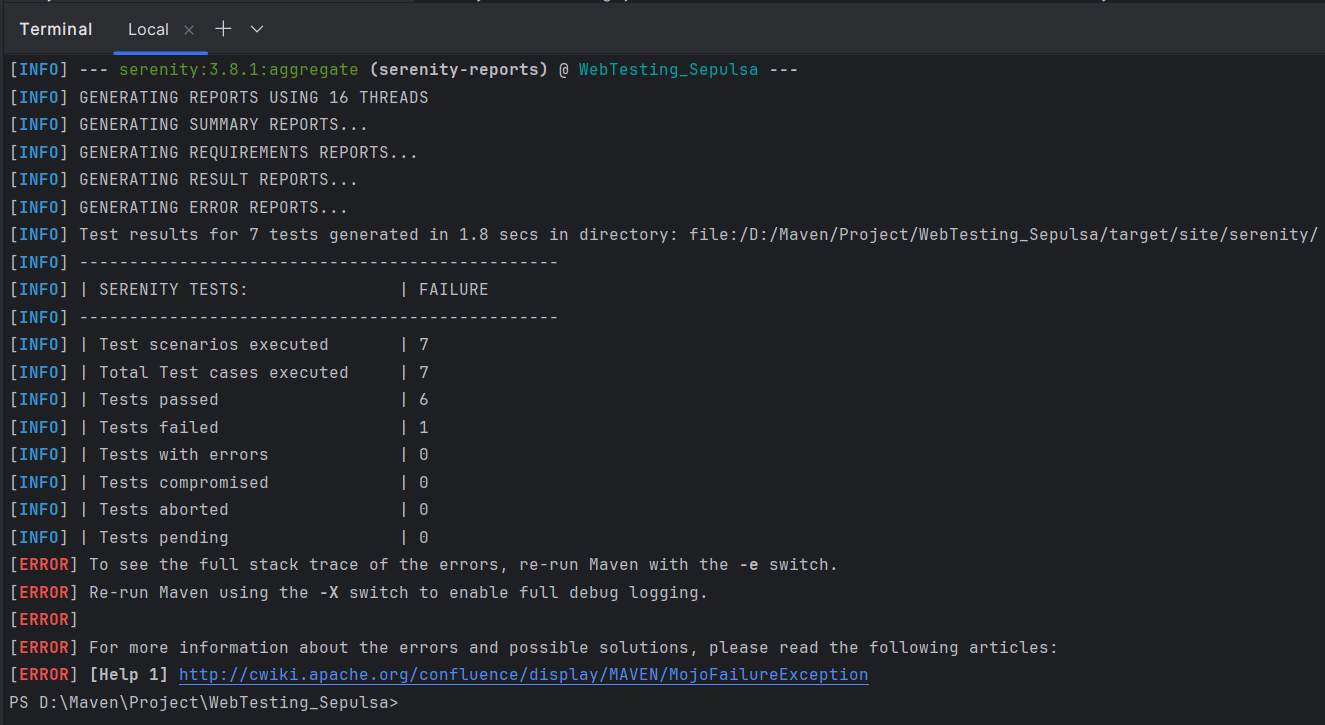 Terminal Local × + 
[INFO] --- serenity:3.8.1:aggregate (serenity-reports) @ WebTesting_Sepulsa ---
[INFO] GENERATING REPORTS USING 16 THREADS
[INFO] GENERATING SUMMARY REPORTS...
[INFO] GENERATING REQUIREMENTS REPORTS...
[INFO] GENERATING RESULT REPORTS...
[INFO] GENERATING ERROR REPORTS...
[INFO] Test results for 7 tests generated in 1.8 secs in directory: file:/D:/Maven/Project/WebTesting_Sepulsa/target/site/serenity/
[INFO] ------------------------------------------------
[INFO] | SERENITY TESTS:               | FAILURE
[INFO] ------------------------------------------------
[INFO] | Test scenarios executed       | 7
[INFO] | Total Test cases executed     | 7
[INFO] | Tests passed                  | 6
[INFO] | Tests failed                  | 1
[INFO] | Tests with errors             | 0
[INFO] | Tests compromised             | 0
[INFO] | Tests aborted                 | 0
[INFO] | Tests pending                 | 0
[ERROR] To see the full stack trace of the errors, re-run Maven with the -e switch.
[ERROR] Re-run Maven using the -X switch to enable full debug logging.
[ERROR]
[ERROR] For more information about the errors and possible solutions, please read the following articles:
[ERROR] [Help 1] http://cwiki.apache.org/confluence/display/MAVEN/MojoFailureException
PS D:\Maven\Project\WebTesting_Sepulsa>